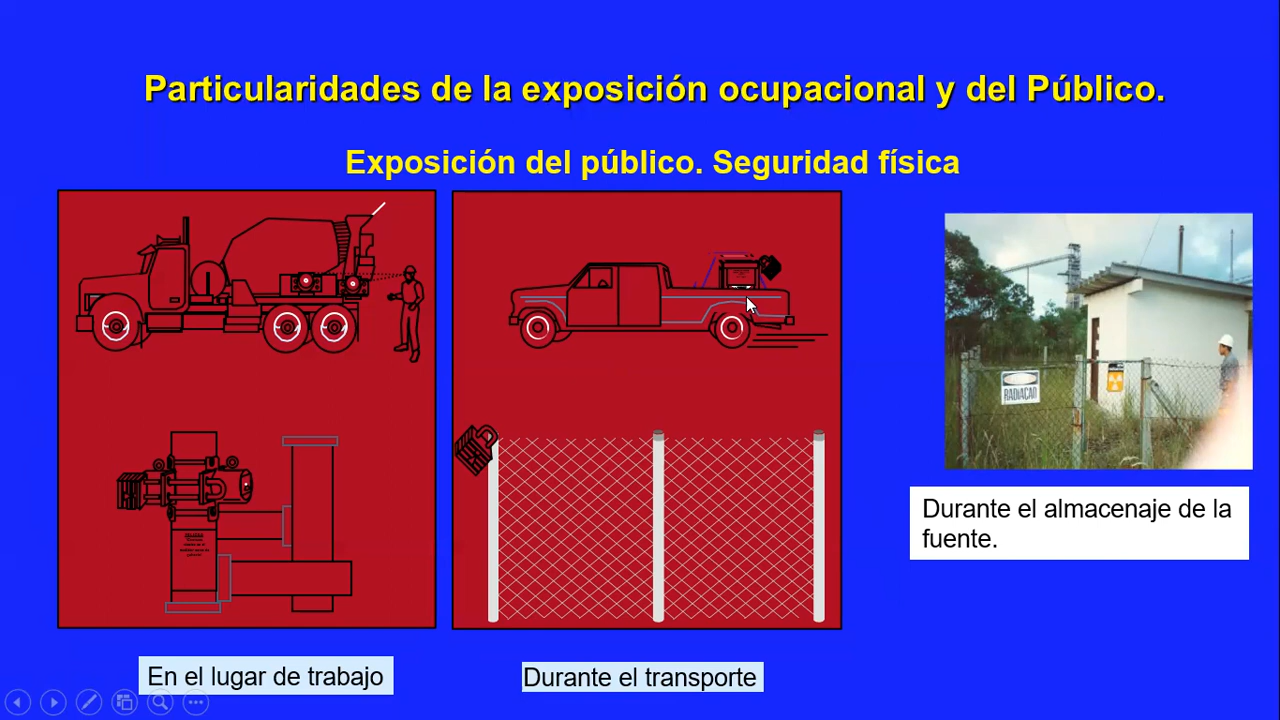 Particularidades de la exposición ocupacional y del Público.
Exposición del público. Seguridad física
RADIAÇÃO
Durante el almacenaje de la
fuente.
En el lugar de trabajo
Durante el transporte